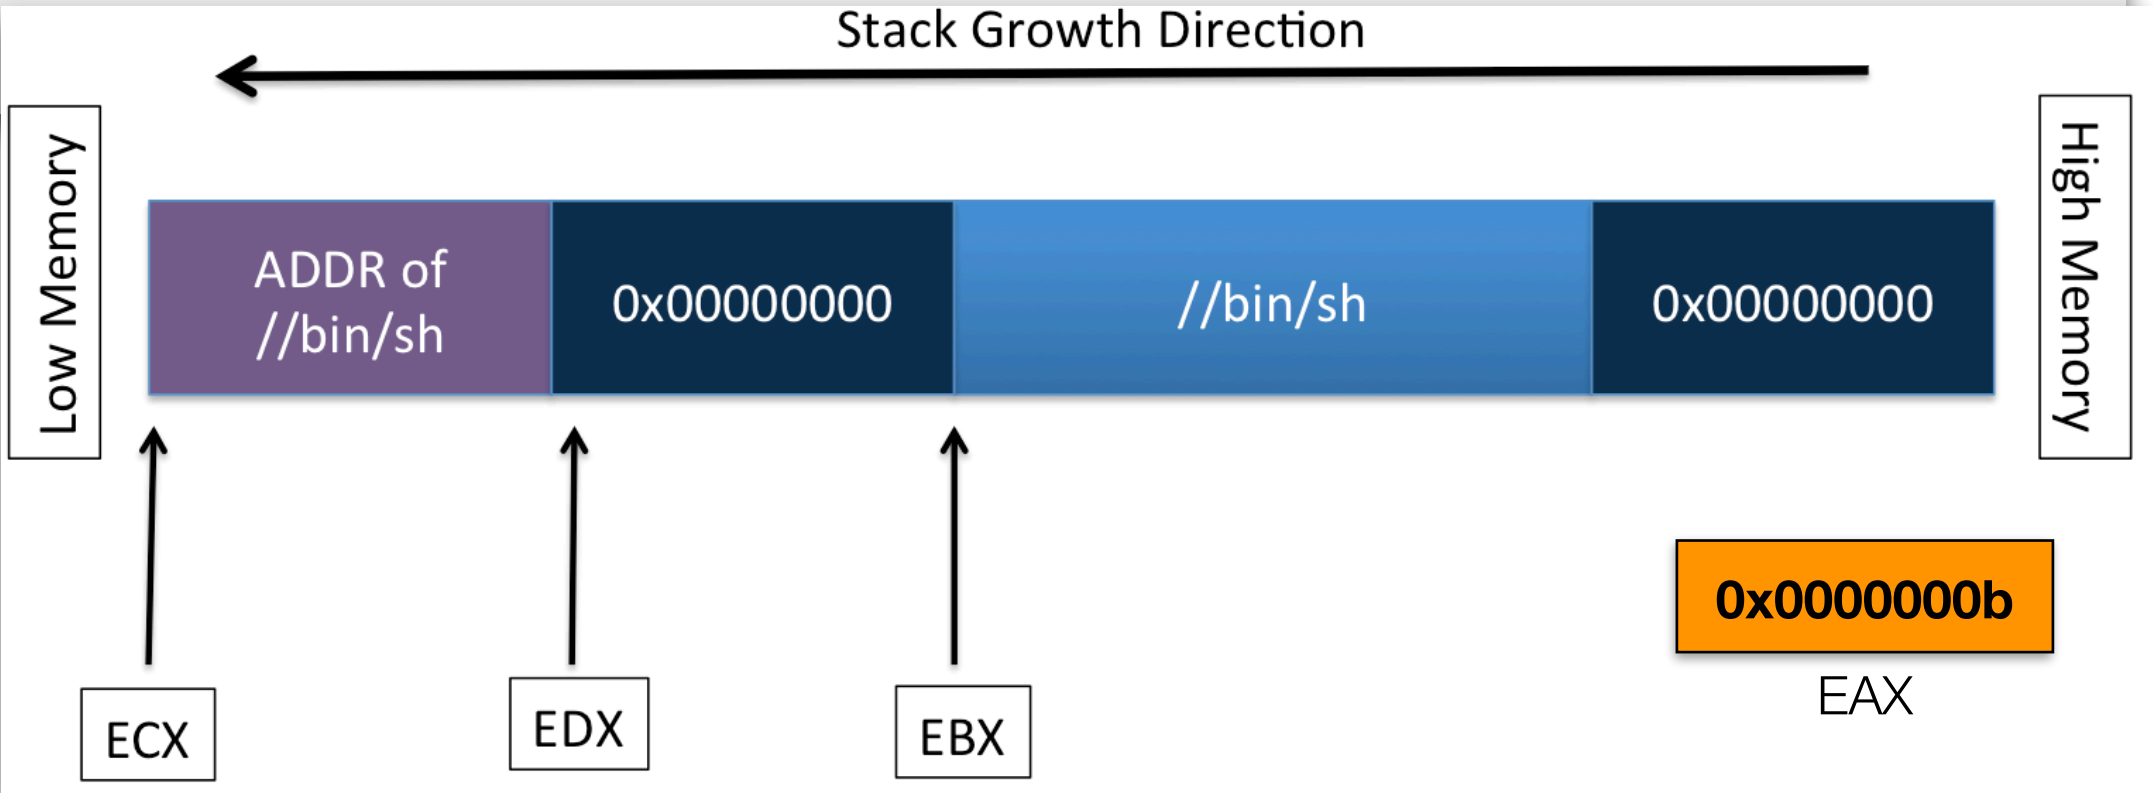 Stack Growth Direction
Low Memory
ADDR of
//bin/sh
0x00000000
//bin/sh
0x00000000
High Memory
ECX
EDX
EBX
0x0000000b
EAX